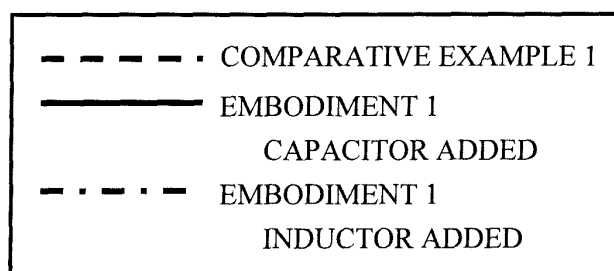 COMPARATIVE EXAMPLE 1
EMBODIMENT 1
CAPACITOR ADDED
EMBODIMENT 1
INDUCTOR ADDED